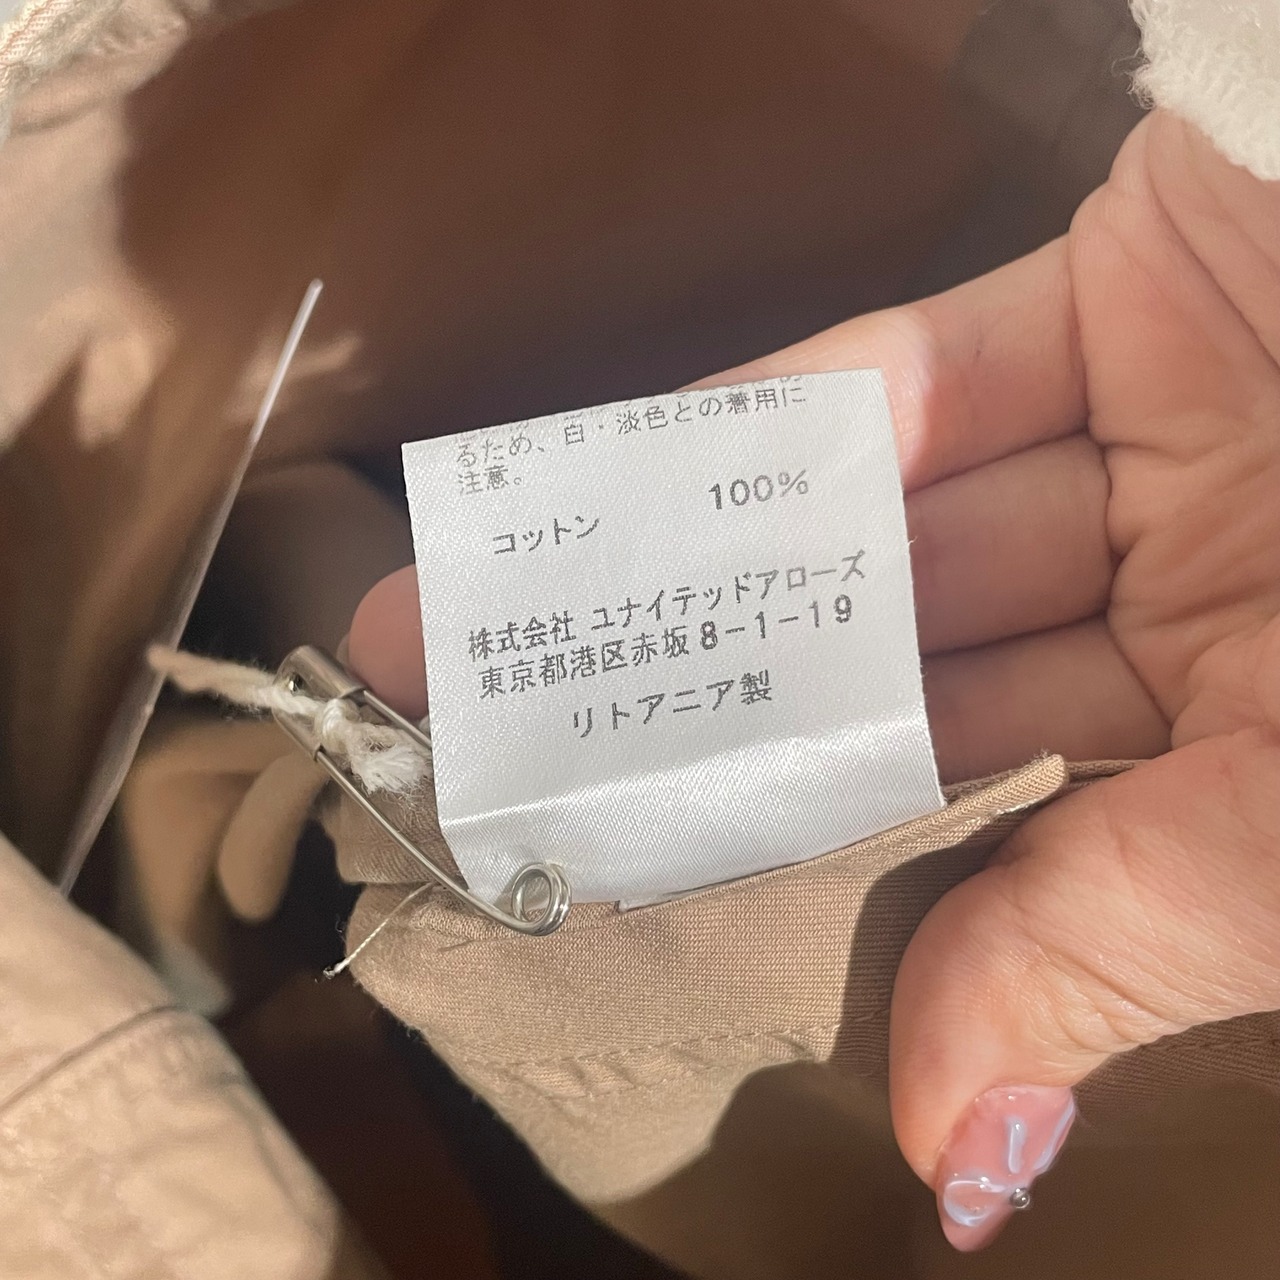 るため、白・淡色との着用に
注意。
コットン 100%
株式会社 ユナイテッドアローズ
東京都港区赤坂8-1-19
リトアニア製